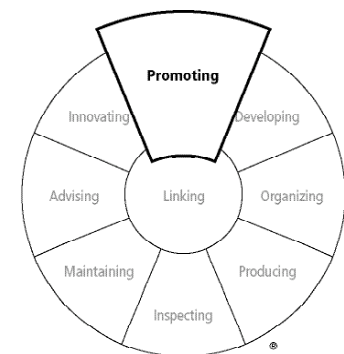 Promoting
Innovating
Developing
Advising
Linking
Organizing
Maintaining
Producing
Inspecting
®